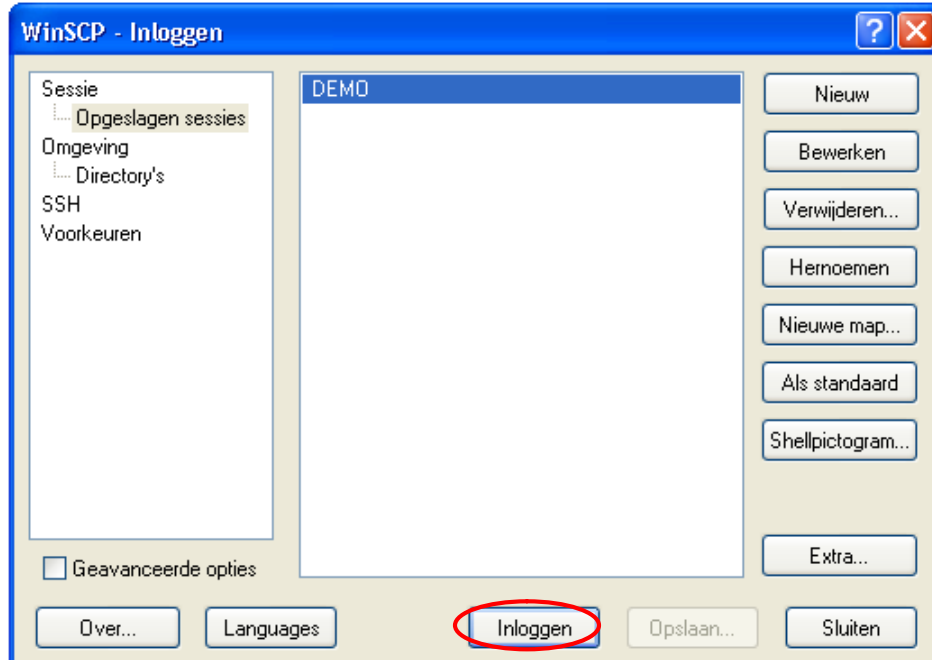 WinSCP - Inloggen
Sessie
Opgeslagen sessies
Omgeving
Directory's
SSH
Voorkeuren
Geavanceerde opties
DEMO
Nieuw
Bewerken
Verwijderen...
Hernoemen
Nieuwe map...
Als standaard
Shellpictogram...
Extra...
Over...
Languages
Inloggen
Opslaan...
Sluiten